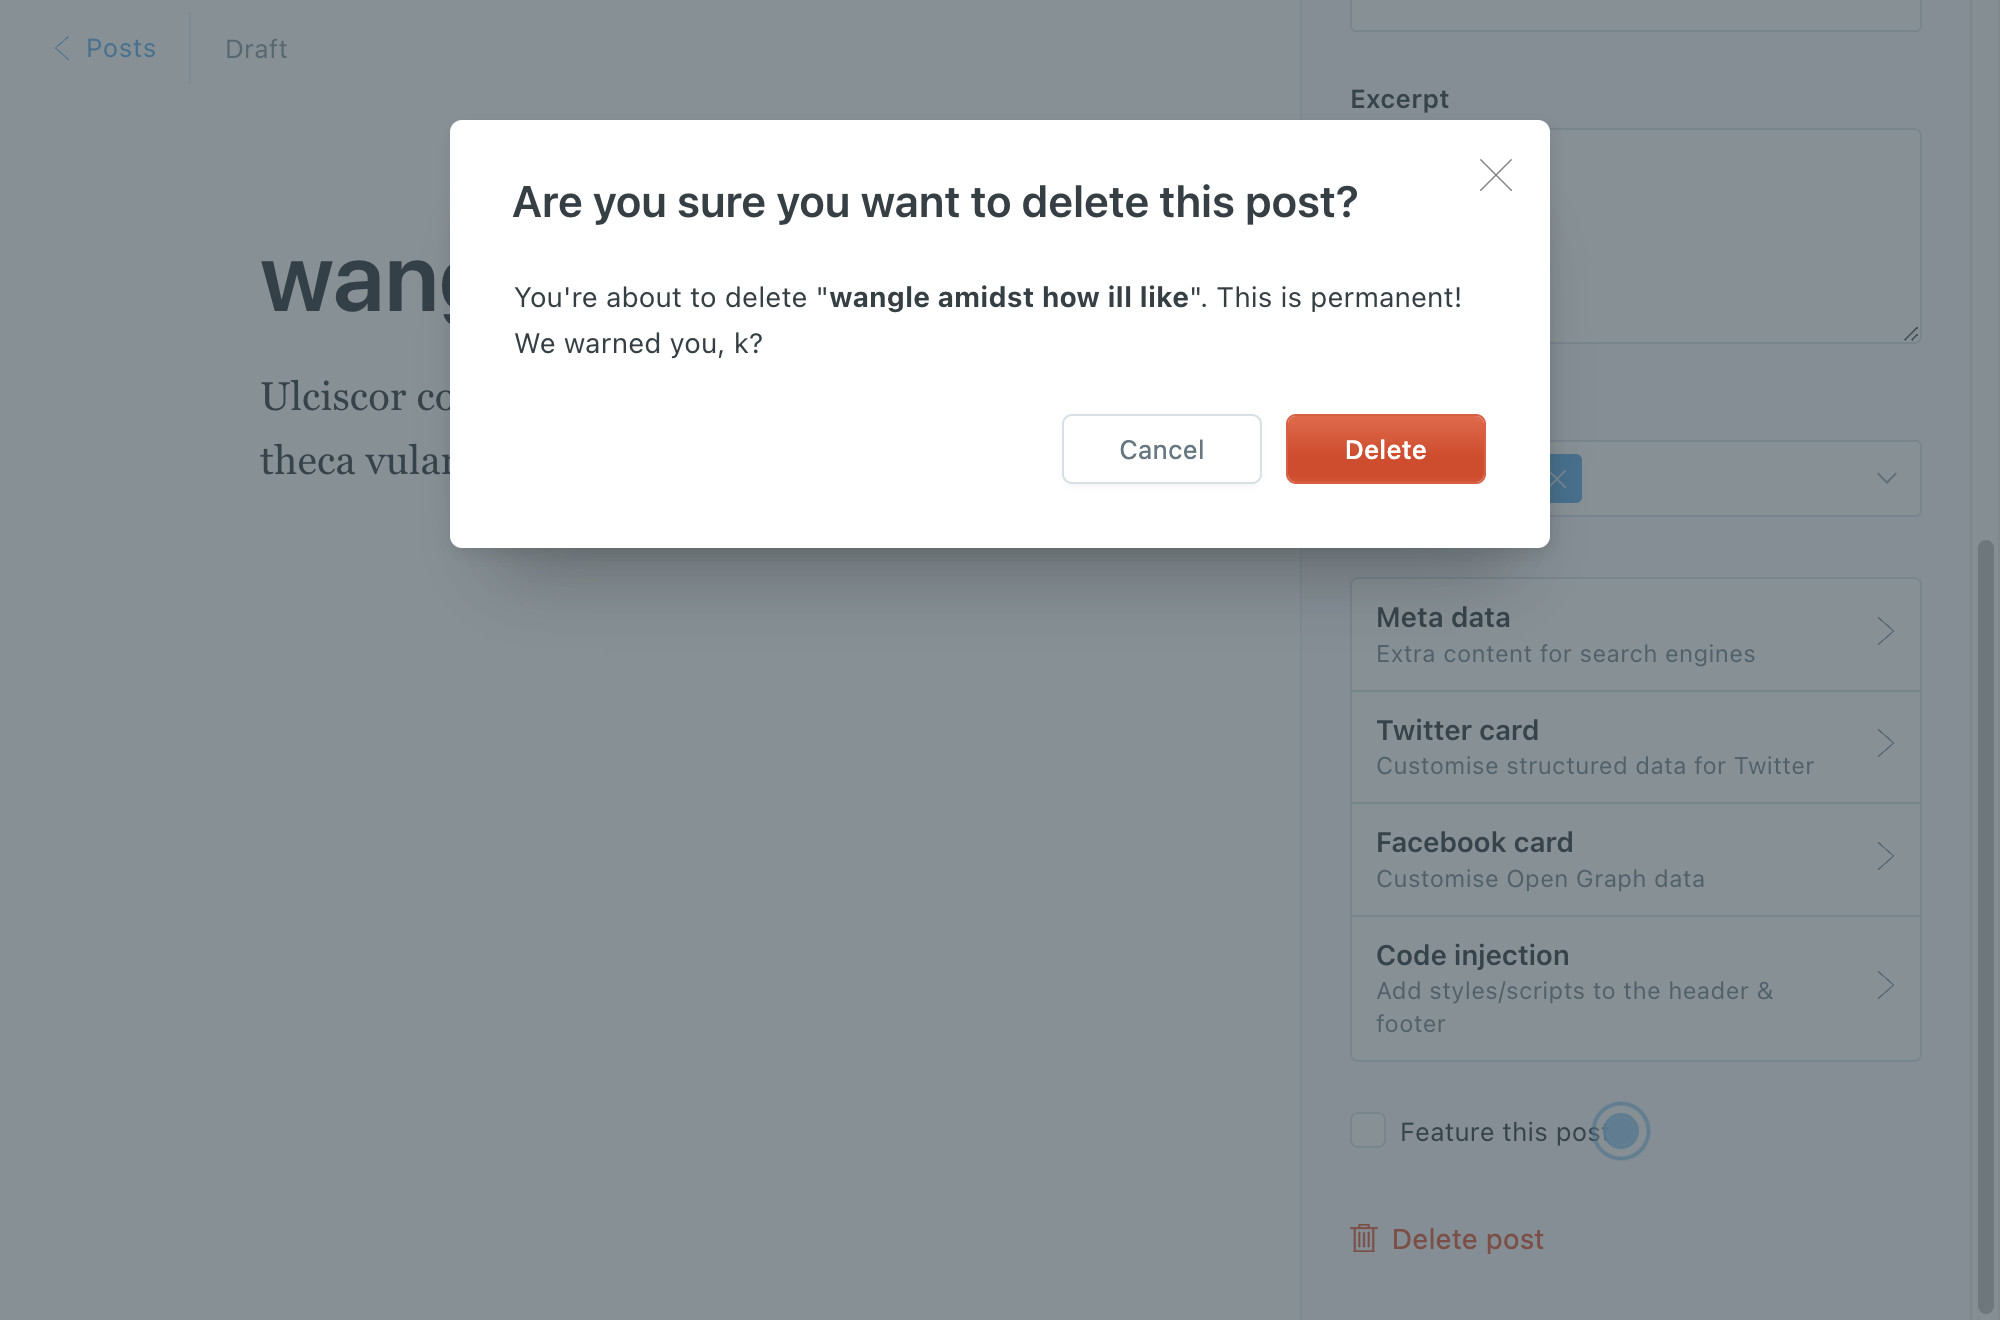 Posts
Draft
Excerpt
Are you sure you want to delete this post?
You're about to delete "wangle amidst how ill like". This is permanent!
We warned you, k?
Cancel
Delete
Ulciscor
theca
Meta data
Extra content for search engines
Twitter card
Customise structured data for Twitter
Facebook card
Customise Open Graph data
Code injection
Add styles/scripts to the header &
footer
Feature this post
Delete post